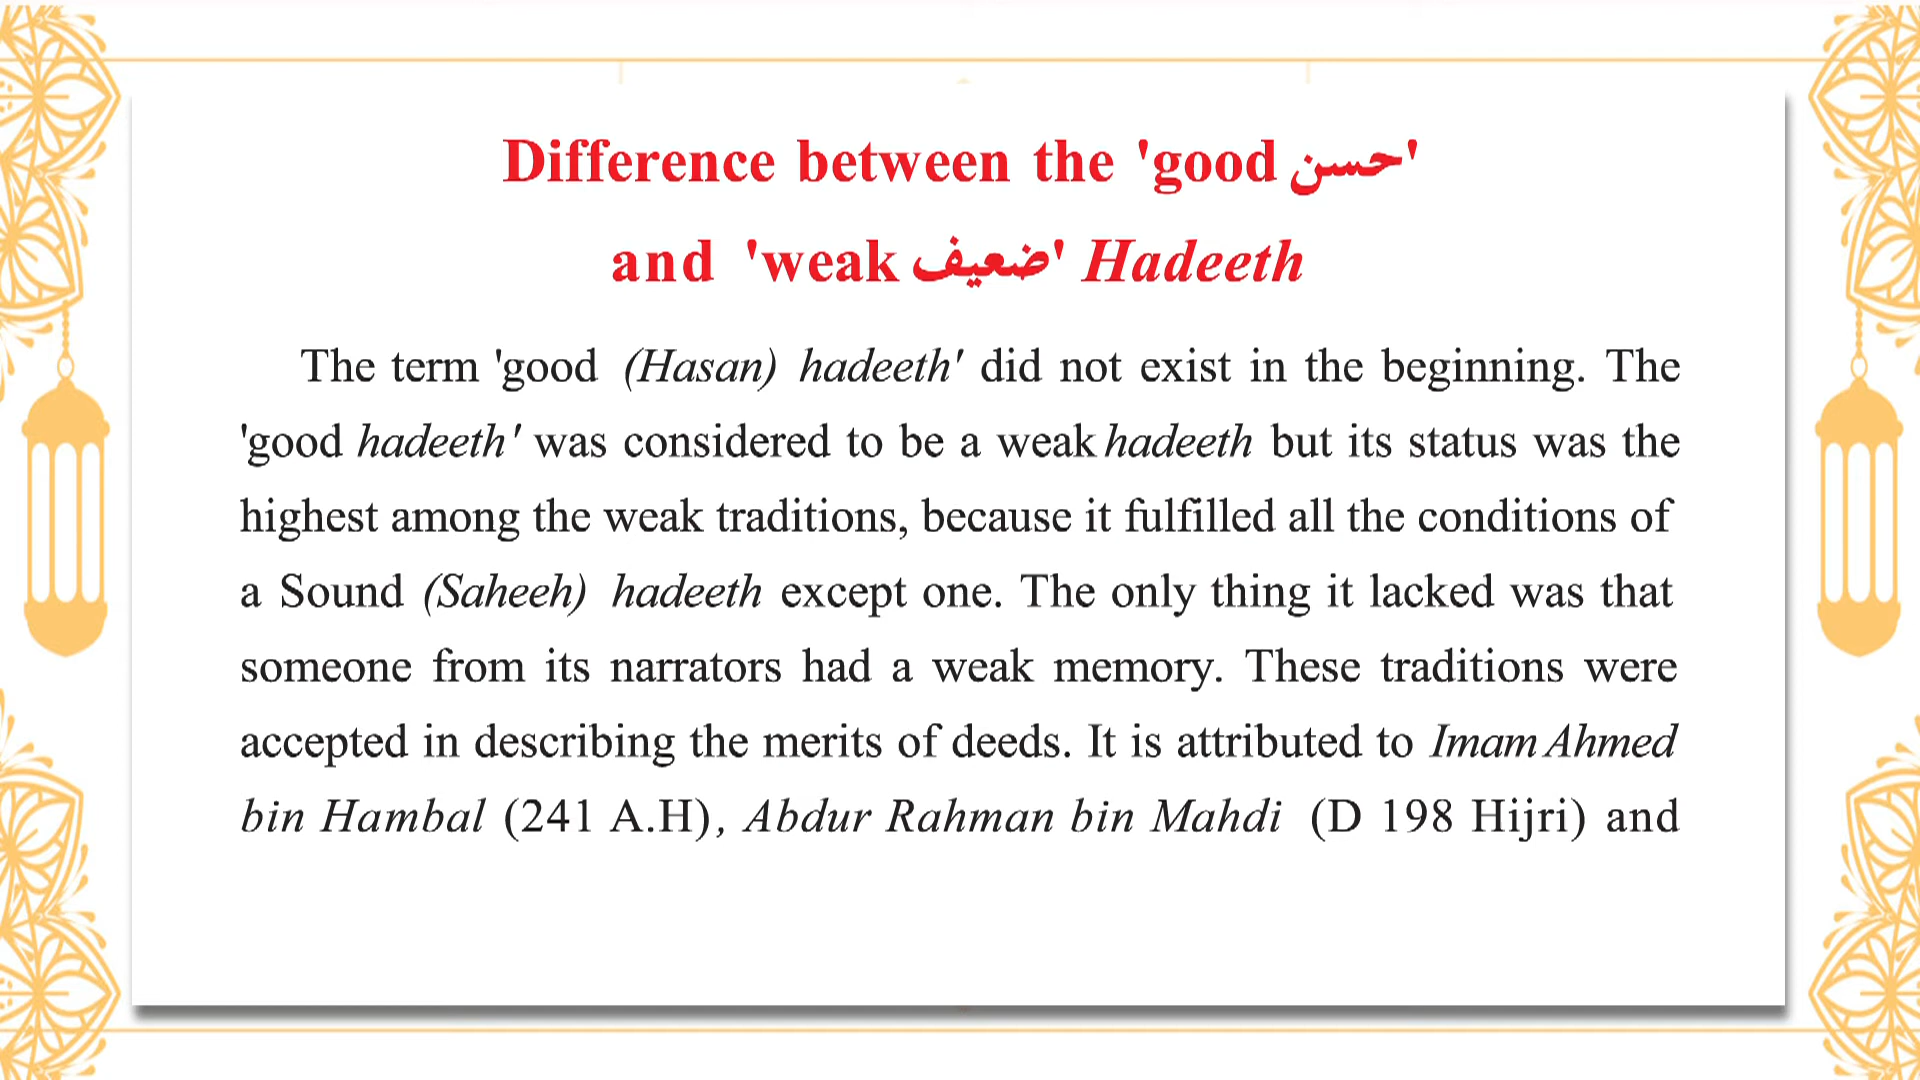 Difference between the 'good حسن'
and 'weak ضعيف' Hadeeth
The term 'good (Hasan) hadeeth' did not exist in the beginning. The
'good hadeeth' was considered to be a weak hadeeth but its status was the
highest among the weak traditions, because it fulfilled all the conditions of
a Sound (Saheeh) hadeeth except one. The only thing it lacked was that
someone from its narrators had a weak memory. These traditions were
accepted in describing the merits of deeds. It is attributed to Imam Ahmed
bin Hambal (241 A.H), Abdur Rahman bin Mahdi (D 198 Hijri) and